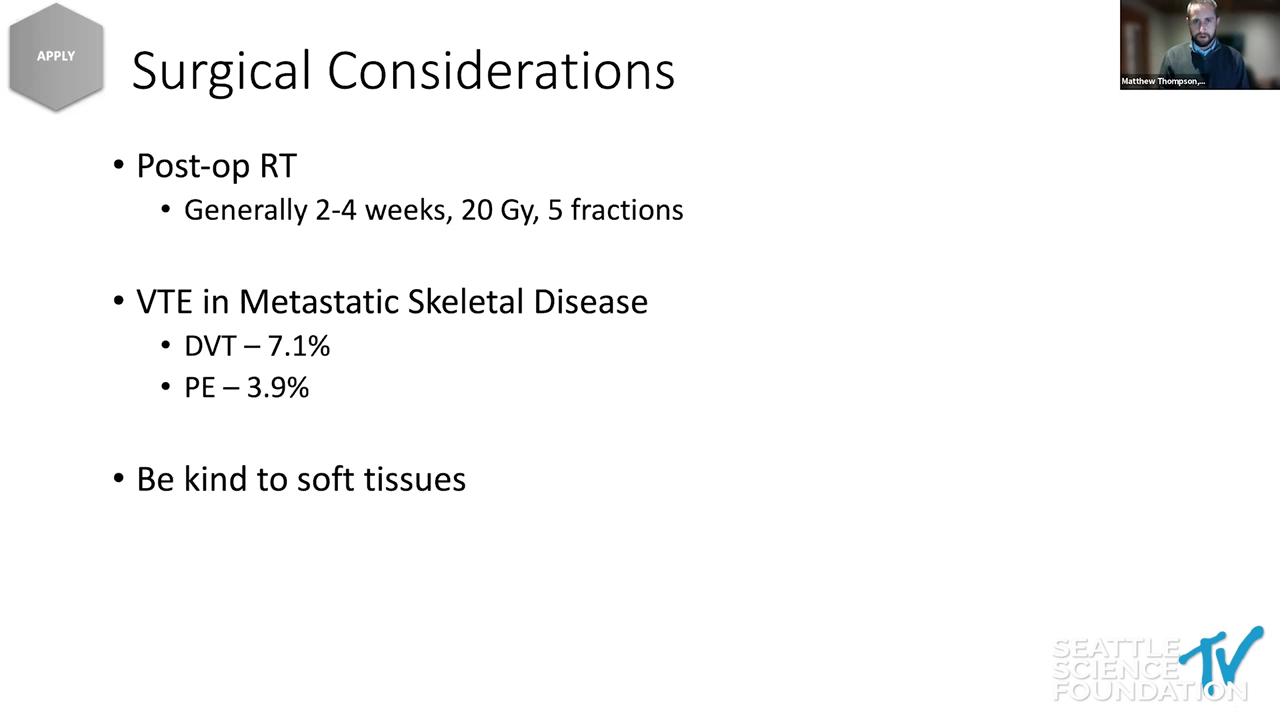 APPLY
Surgical Considerations
Matthew Thompson,...
• Post-op RT
• Generally 2-4 weeks, 20 Gy, 5 fractions
• VTE in Metastatic Skeletal Disease
• DVT – 7.1%
• PE – 3.9%
• Be kind to soft tissues
SEATTLE
SCIENCE
FOUNDATION
TV